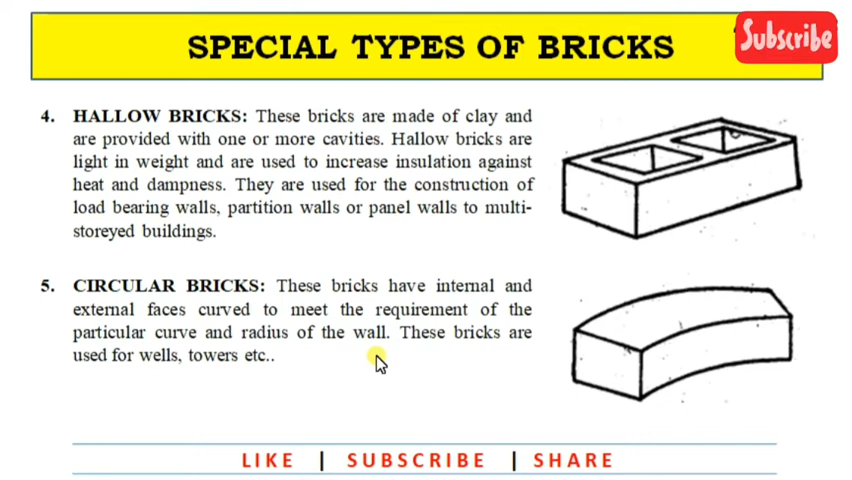 SPECIAL TYPES OF BRICKS
Subscribe
4. HALLOW BRICKS: These bricks are made of clay and
are provided with one or more cavities. Hallow bricks are
light in weight and are used to increase insulation against
heat and dampness. They are used for the construction of
load bearing walls, partition walls or panel walls to multi-
storeyed buildings.
5. CIRCULAR BRICKS: These bricks have internal and
external faces curved to meet the requirement of the
particular curve and radius of the wall. These bricks are
used for wells, towers etc..
LIKE | SUBSCRIBE | SHARE